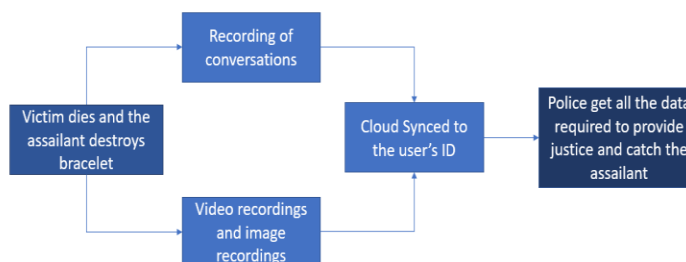 Recording of
conversations
Victim dies and the
assailant destroys
bracelet
Cloud Synced to
the user's ID
Police get all the data
required to provide
justice and catch the
assailant
Video recordings
and image
recordings